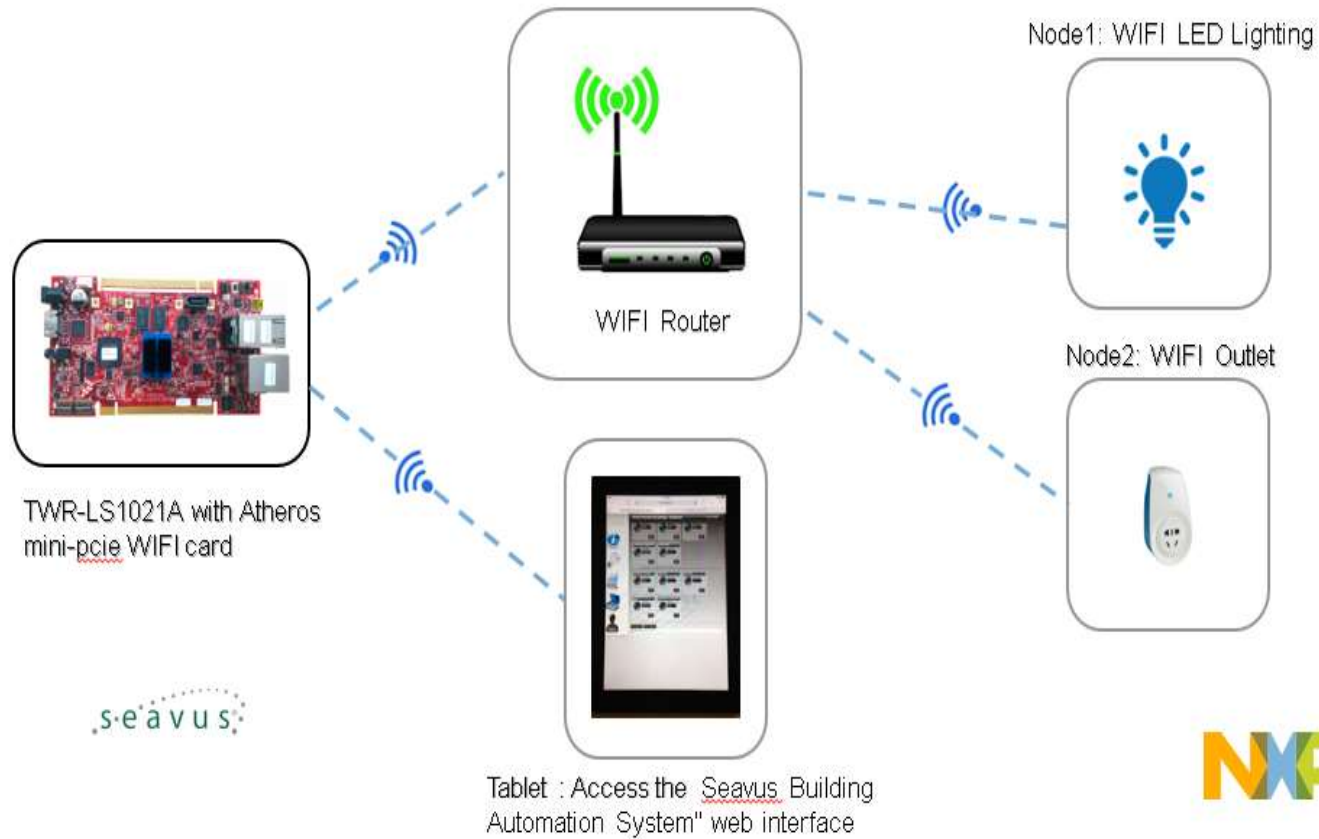 Node1: WIFI LED Lighting
WIFI Router
Node2: WIFI Outlet
TWR-LS1021A with Atheros
mini-pcie WIFI card
seavus
Tablet : Access the Seavus Building
Automation System" web interface
NXP